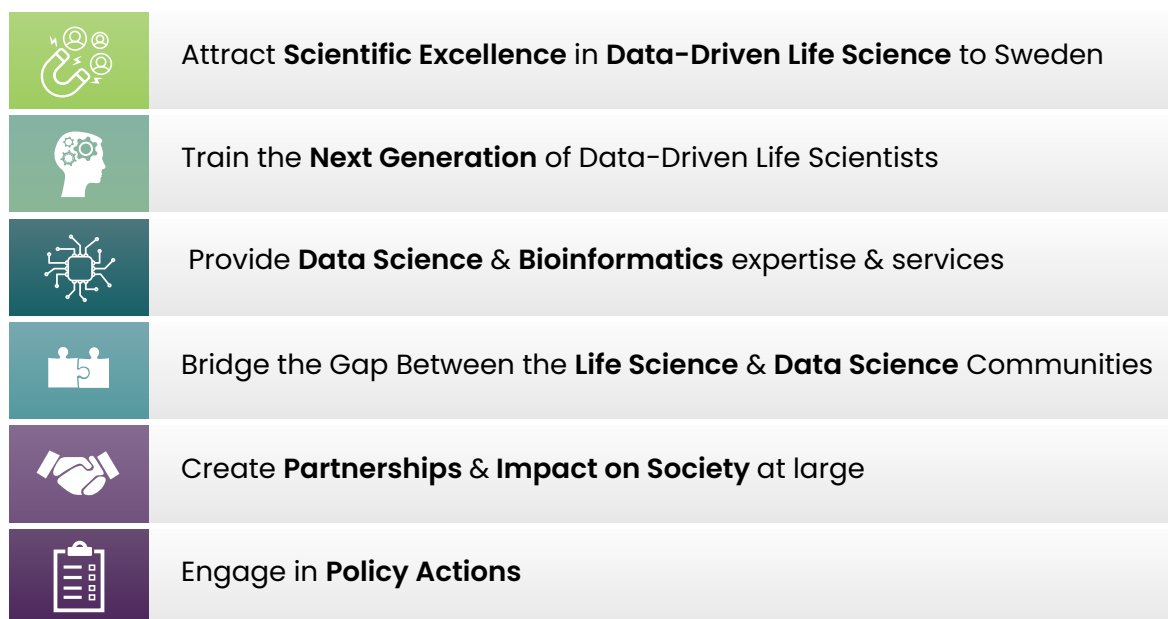 Attract Scientific Excellence in Data-Driven Life Science to Sweden
Train the Next Generation of Data-Driven Life Scientists
Provide Data Science & Bioinformatics expertise & services
Bridge the Gap Between the Life Science & Data Science Communities
Create Partnerships & Impact on Society at large
Engage in Policy Actions